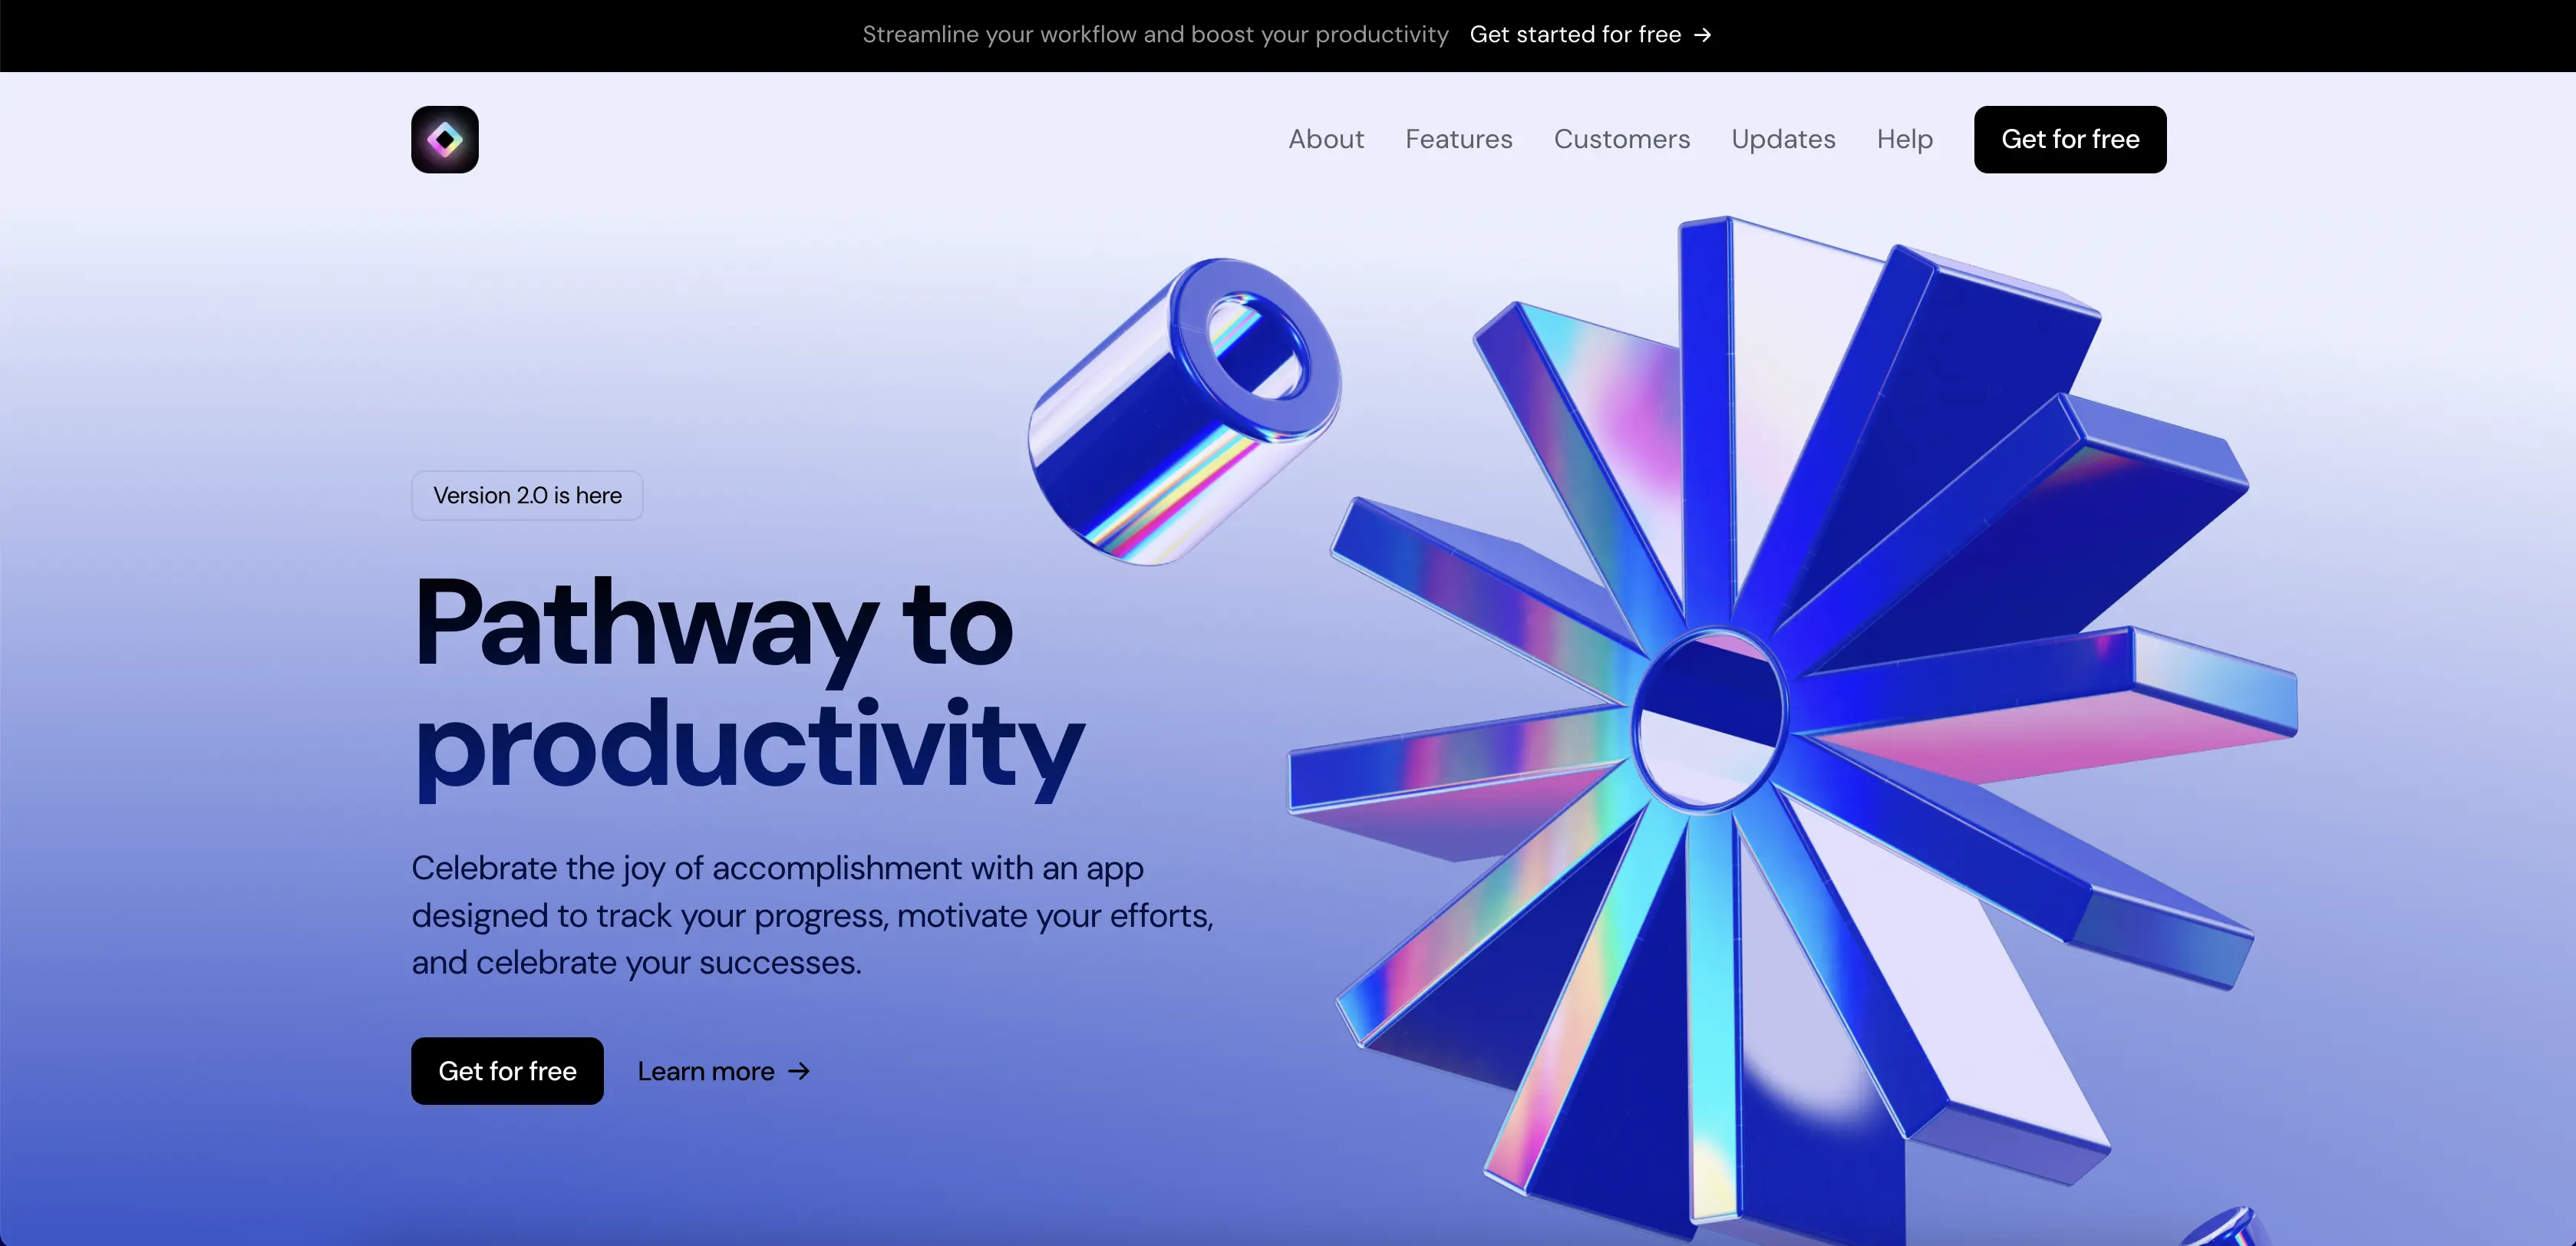 Streamline your workflow and boost your productivity Get started for free →
About Features Customers Updates Help Get for free
Version 2.0 is here
Pathway to
productivity
Celebrate the joy of accomplishment with an app
designed to track your progress, motivate your efforts,
and celebrate your successes.
Get for free Learn more →